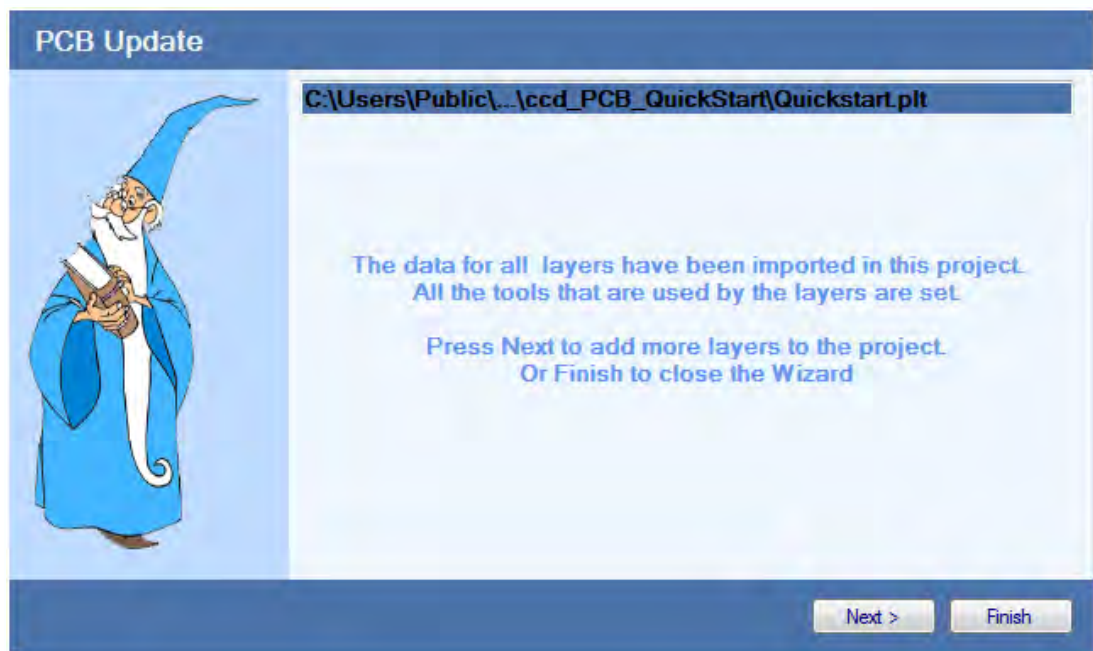 PCB Update
C:\Users\Public\...\ccd_PCB_QuickStart\Quickstart.plt
The data for all layers have been imported in this project.
All the tools that are used by the layers are set.
Press Next to add more layers to the project.
Or Finish to close the Wizard
Next >
Finish